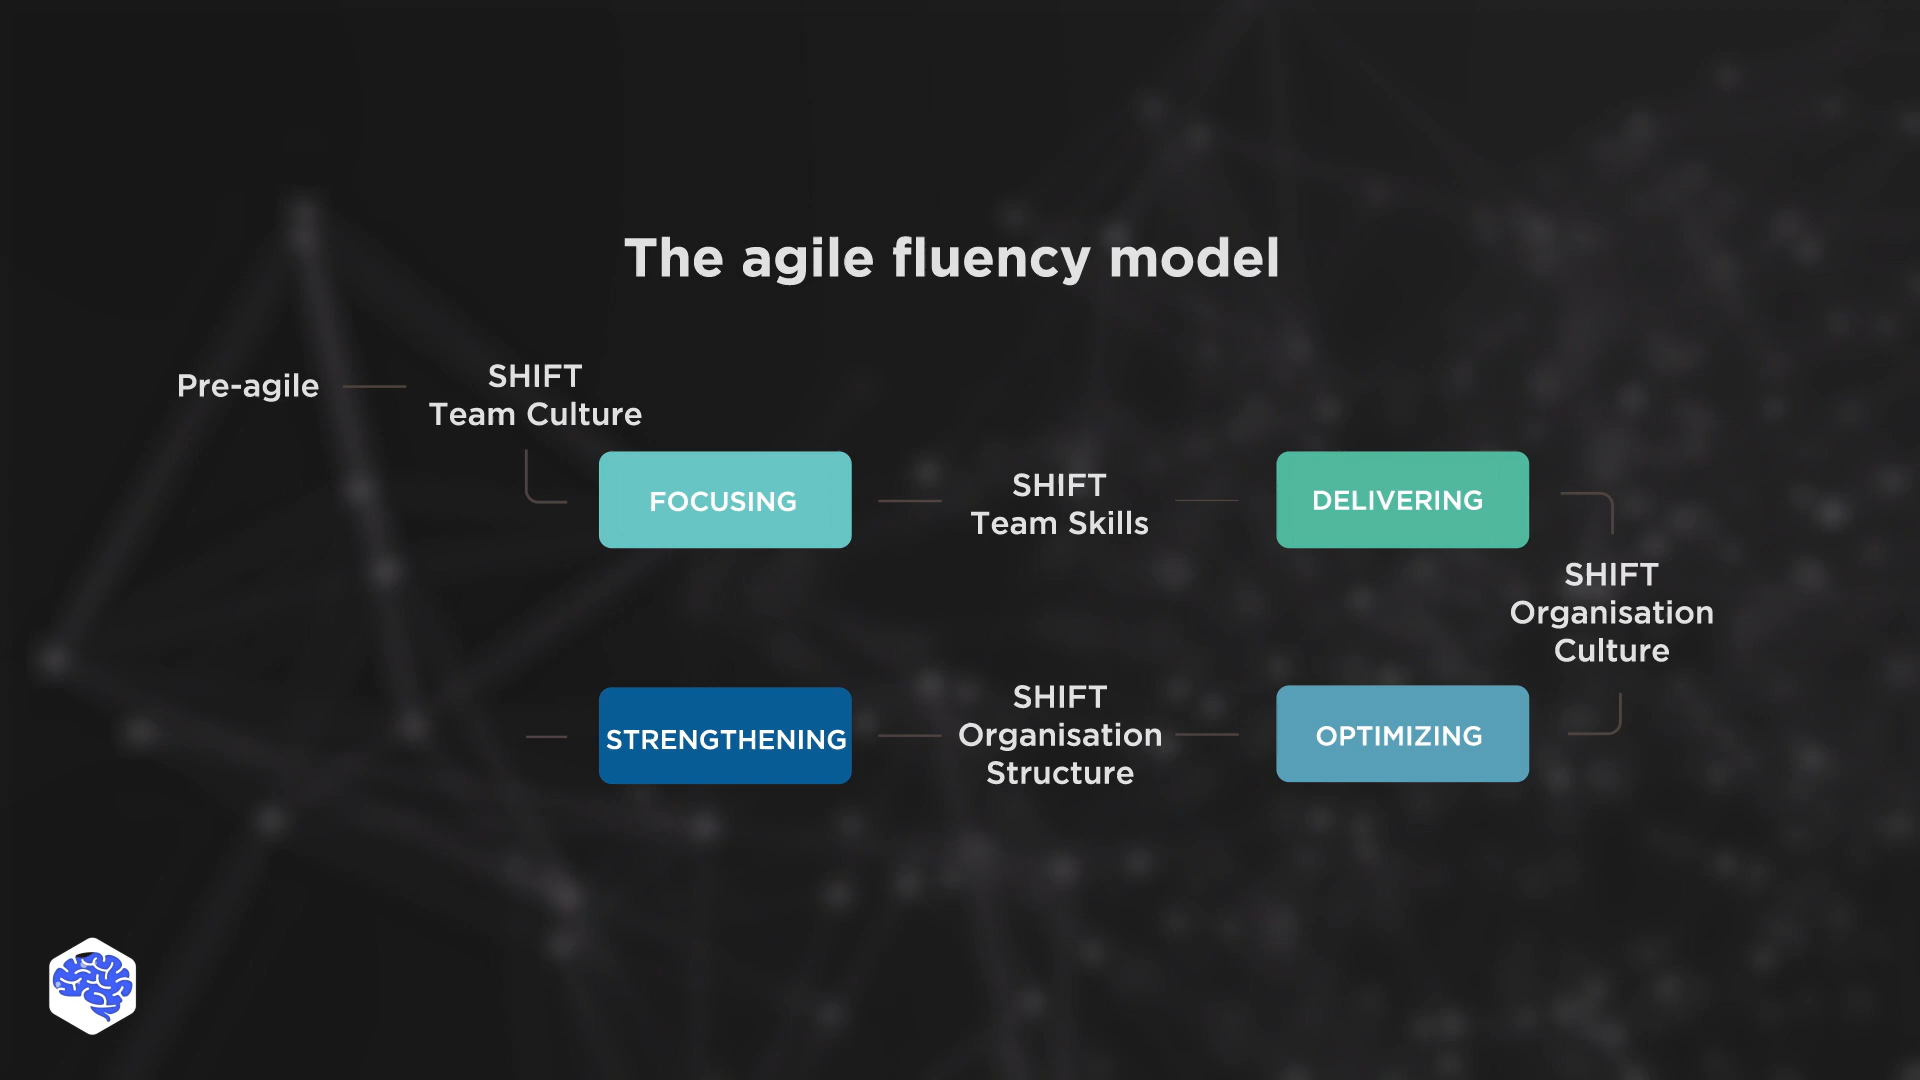 The agile fluency model
Pre-agile
SHIFT
Team Culture
FOCUSING
SHIFT
Team Skills
DELIVERING
SHIFT
Organisation
Culture
OPTIMIZING
SHIFT
Organisation
Structure
STRENGTHENING